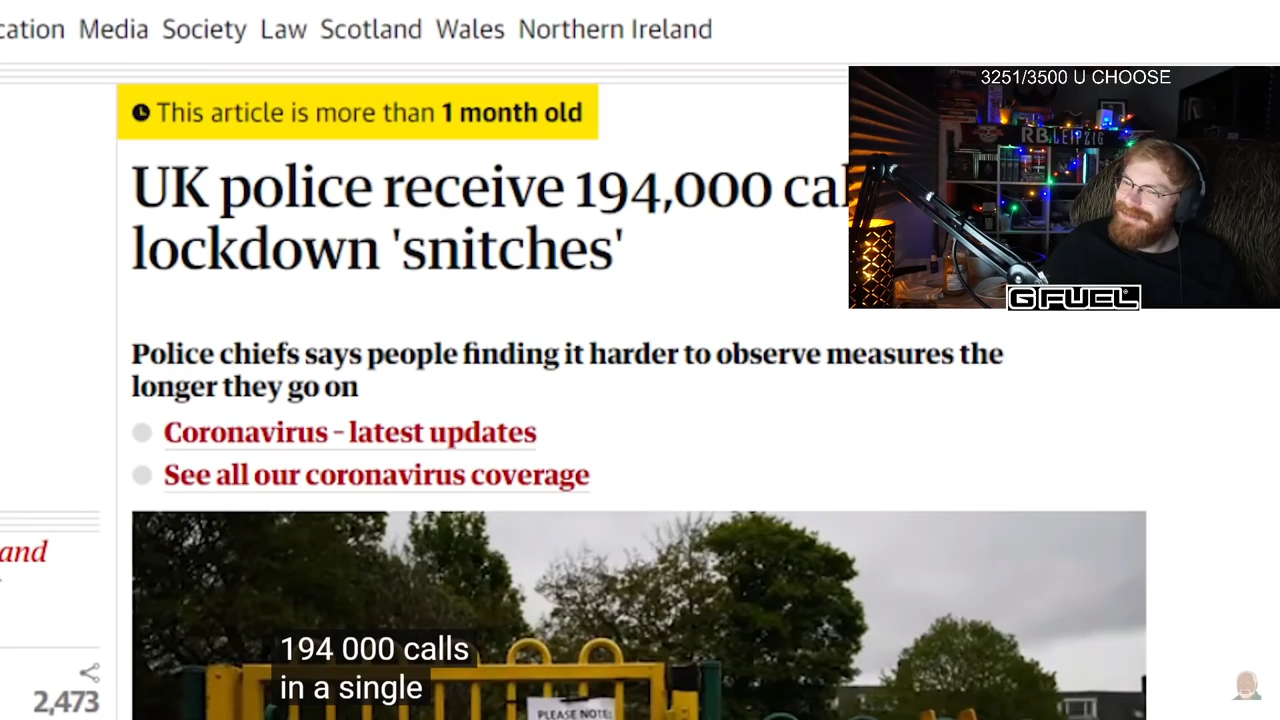 cation Media Society Law Scotland Wales Northern Ireland
3251/3500 U CHOOSE
This article is more than 1 month old
RB LEIPZIG
UK police receive 194,000 cal
lockdown 'snitches'
G FUEL
Police chiefs says people finding it harder to observe measures the
longer they go on
Coronavirus – latest updates
See all our coronavirus coverage
and
194 000 calls
in a single
2,473
PLEASE NOTE: